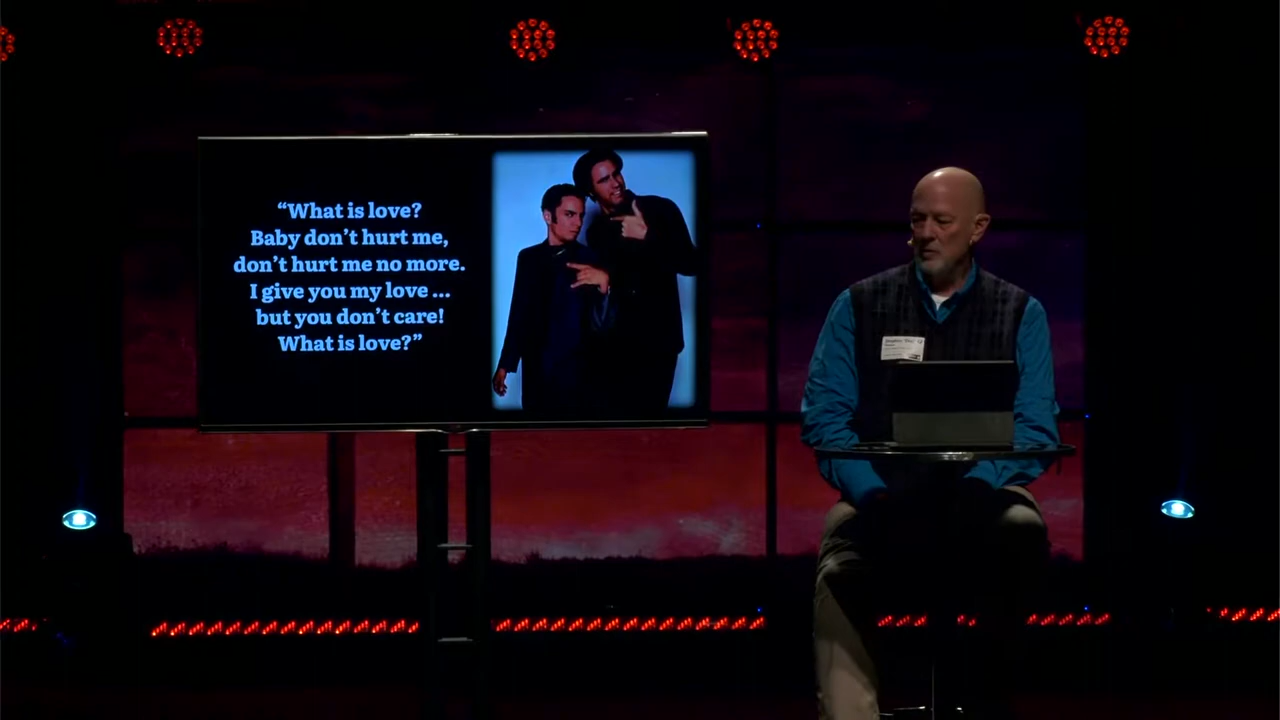 “What is love?
Baby don’t hurt me,
don’t hurt me no more.
I give you my love ...
but you don’t care!
What is love?”